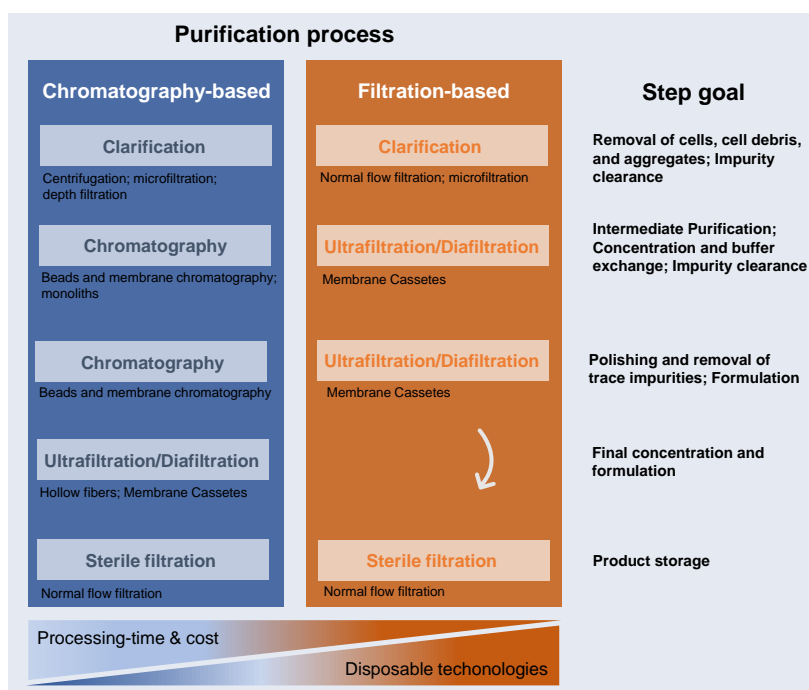 Purification process
Chromatography-based
Filtration-based
Step goal
Clarification
Centrifugation; microfiltration;
depth filtration
Clarification
Normal flow filtration; microfiltration
Removal of cells, cell debris,
and aggregates; Impurity
clearance
Chromatography
Beads and membrane chromatography;
monoliths
Ultrafiltration/Diafiltration
Membrane Cassetes
Intermediate Purification;
Concentration and buffer
exchange; Impurity clearance
Chromatography
Beads and membrane chromatography
Ultrafiltration/Diafiltration
Membrane Cassetes
Polishing and removal of
trace impurities; Formulation
Ultrafiltration/Diafiltration
Hollow fibers; Membrane Cassetes
Final concentration and
formulation
Sterile filtration
Normal flow filtration
Sterile filtration
Normal flow filtration
Product storage
Processing-time & cost
Disposable techonologies